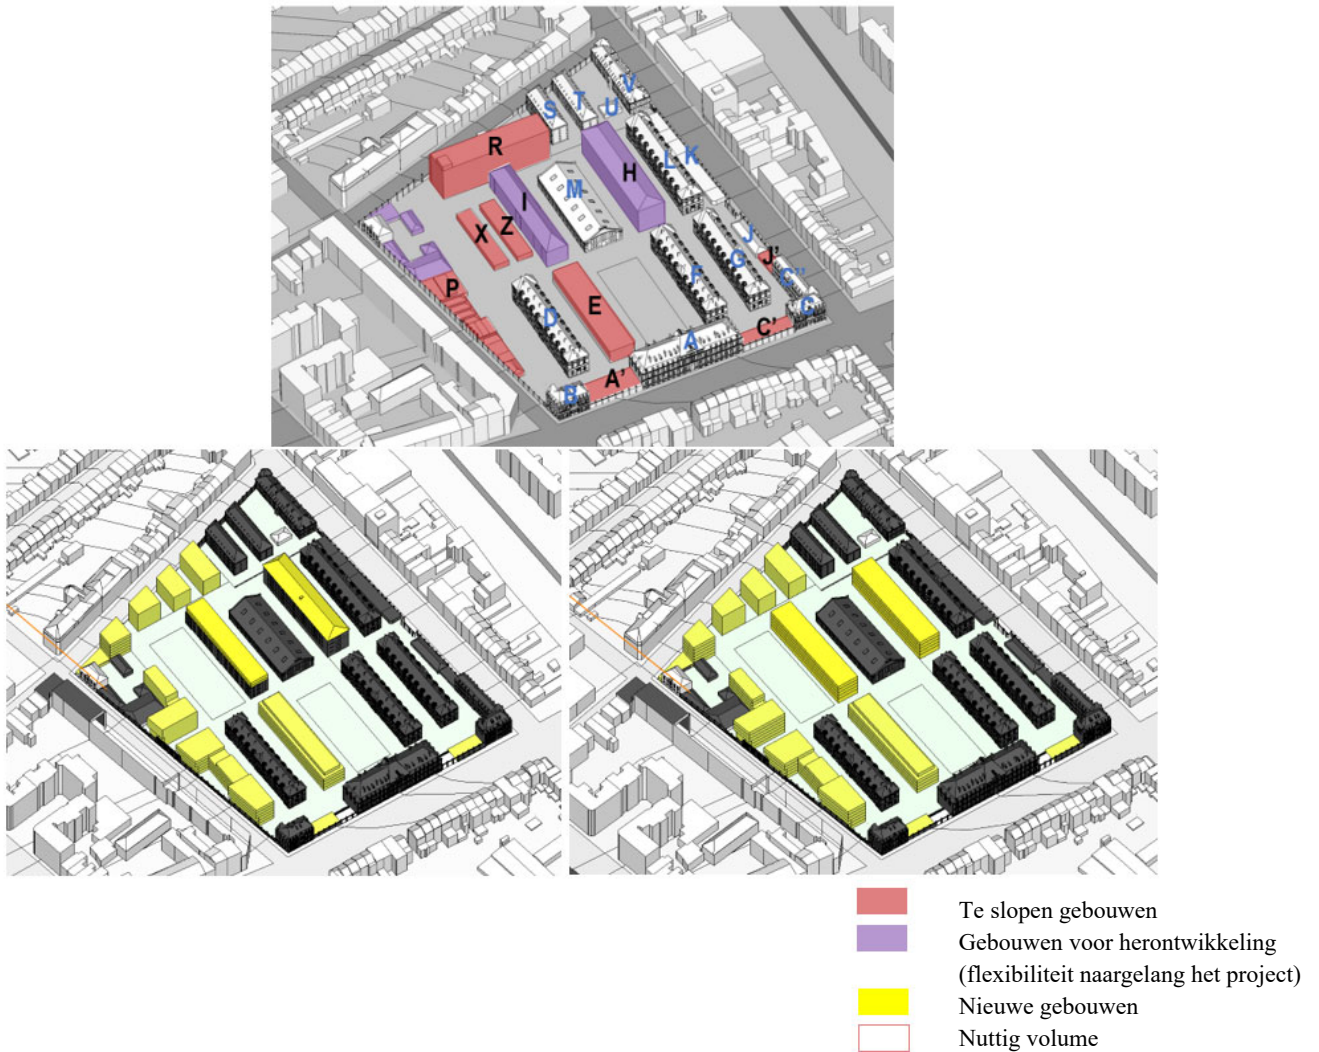 V
T
U
S
R
K
L
H
M
I
J
Z
X
J'
G
C''
F
P
E
C
D
C'
A
A'
B
Te slopen gebouwen
Gebouwen voor herontwikkeling
(flexibiliteit naargelang het project)
Nieuwe gebouwen
Nuttig volume